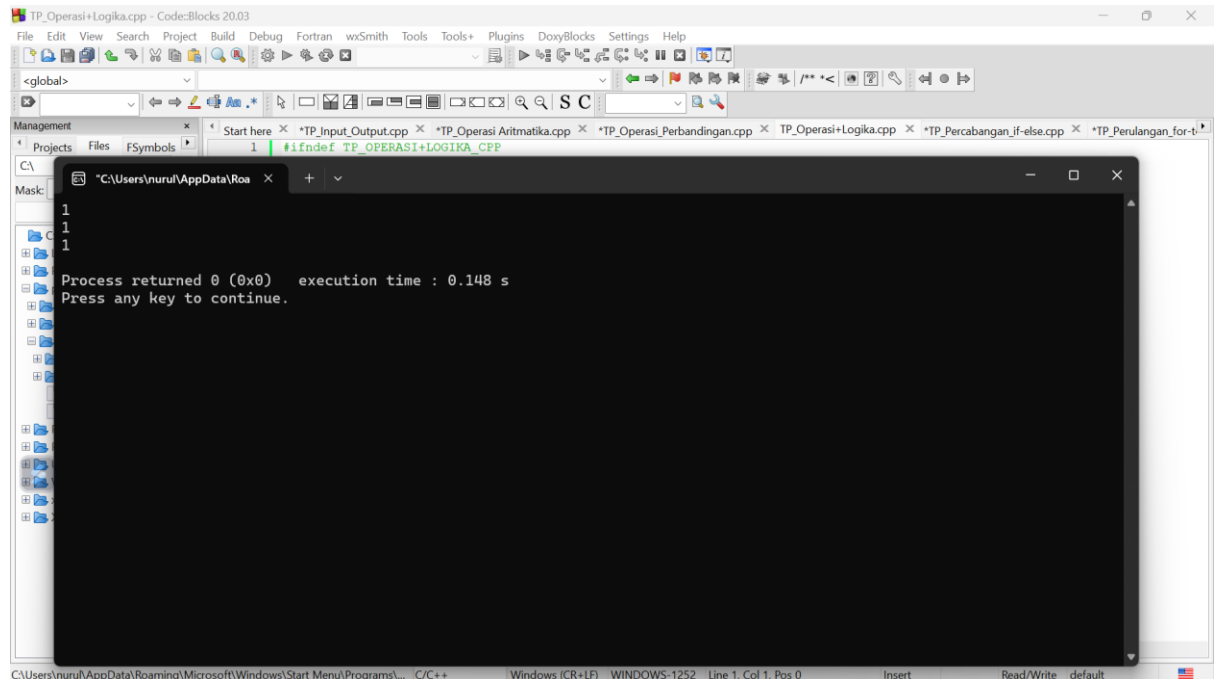 TP_Operasi+Logika.cpp - Code::Blocks 20.03
File Edit View Search Project Build Debug Fortran wxSmith Tools Tools+ Plugins DoxyBlocks Settings Help
<global>
/** *<
Aa .*
S C
Management
Start here *TP_Input_Output.cpp *TP_Operasi Aritmatika.cpp *TP_Operasi_Perbandingan.cpp TP_Operasi+Logika.cpp *TP_Percabangan_if-else.cpp *TP_Perulangan_for-t
Projects Files FSymbols
1 #ifndef TP_OPERASI+LOGIKA_CPP
C:\
"C:\Users\nurul\AppData\Roa
Mask:
1
1
1
Process returned 0 (0x0) execution time : 0.148 s
Press any key to continue.
C:\Users\nurul\AppData\Roaming\Microsoft\Windows\Start Menu\Programs\... C/C++ Windows (CR+LF) WINDOWS-1252 Line 1, Col 1, Pos 0 Insert Read/Write default